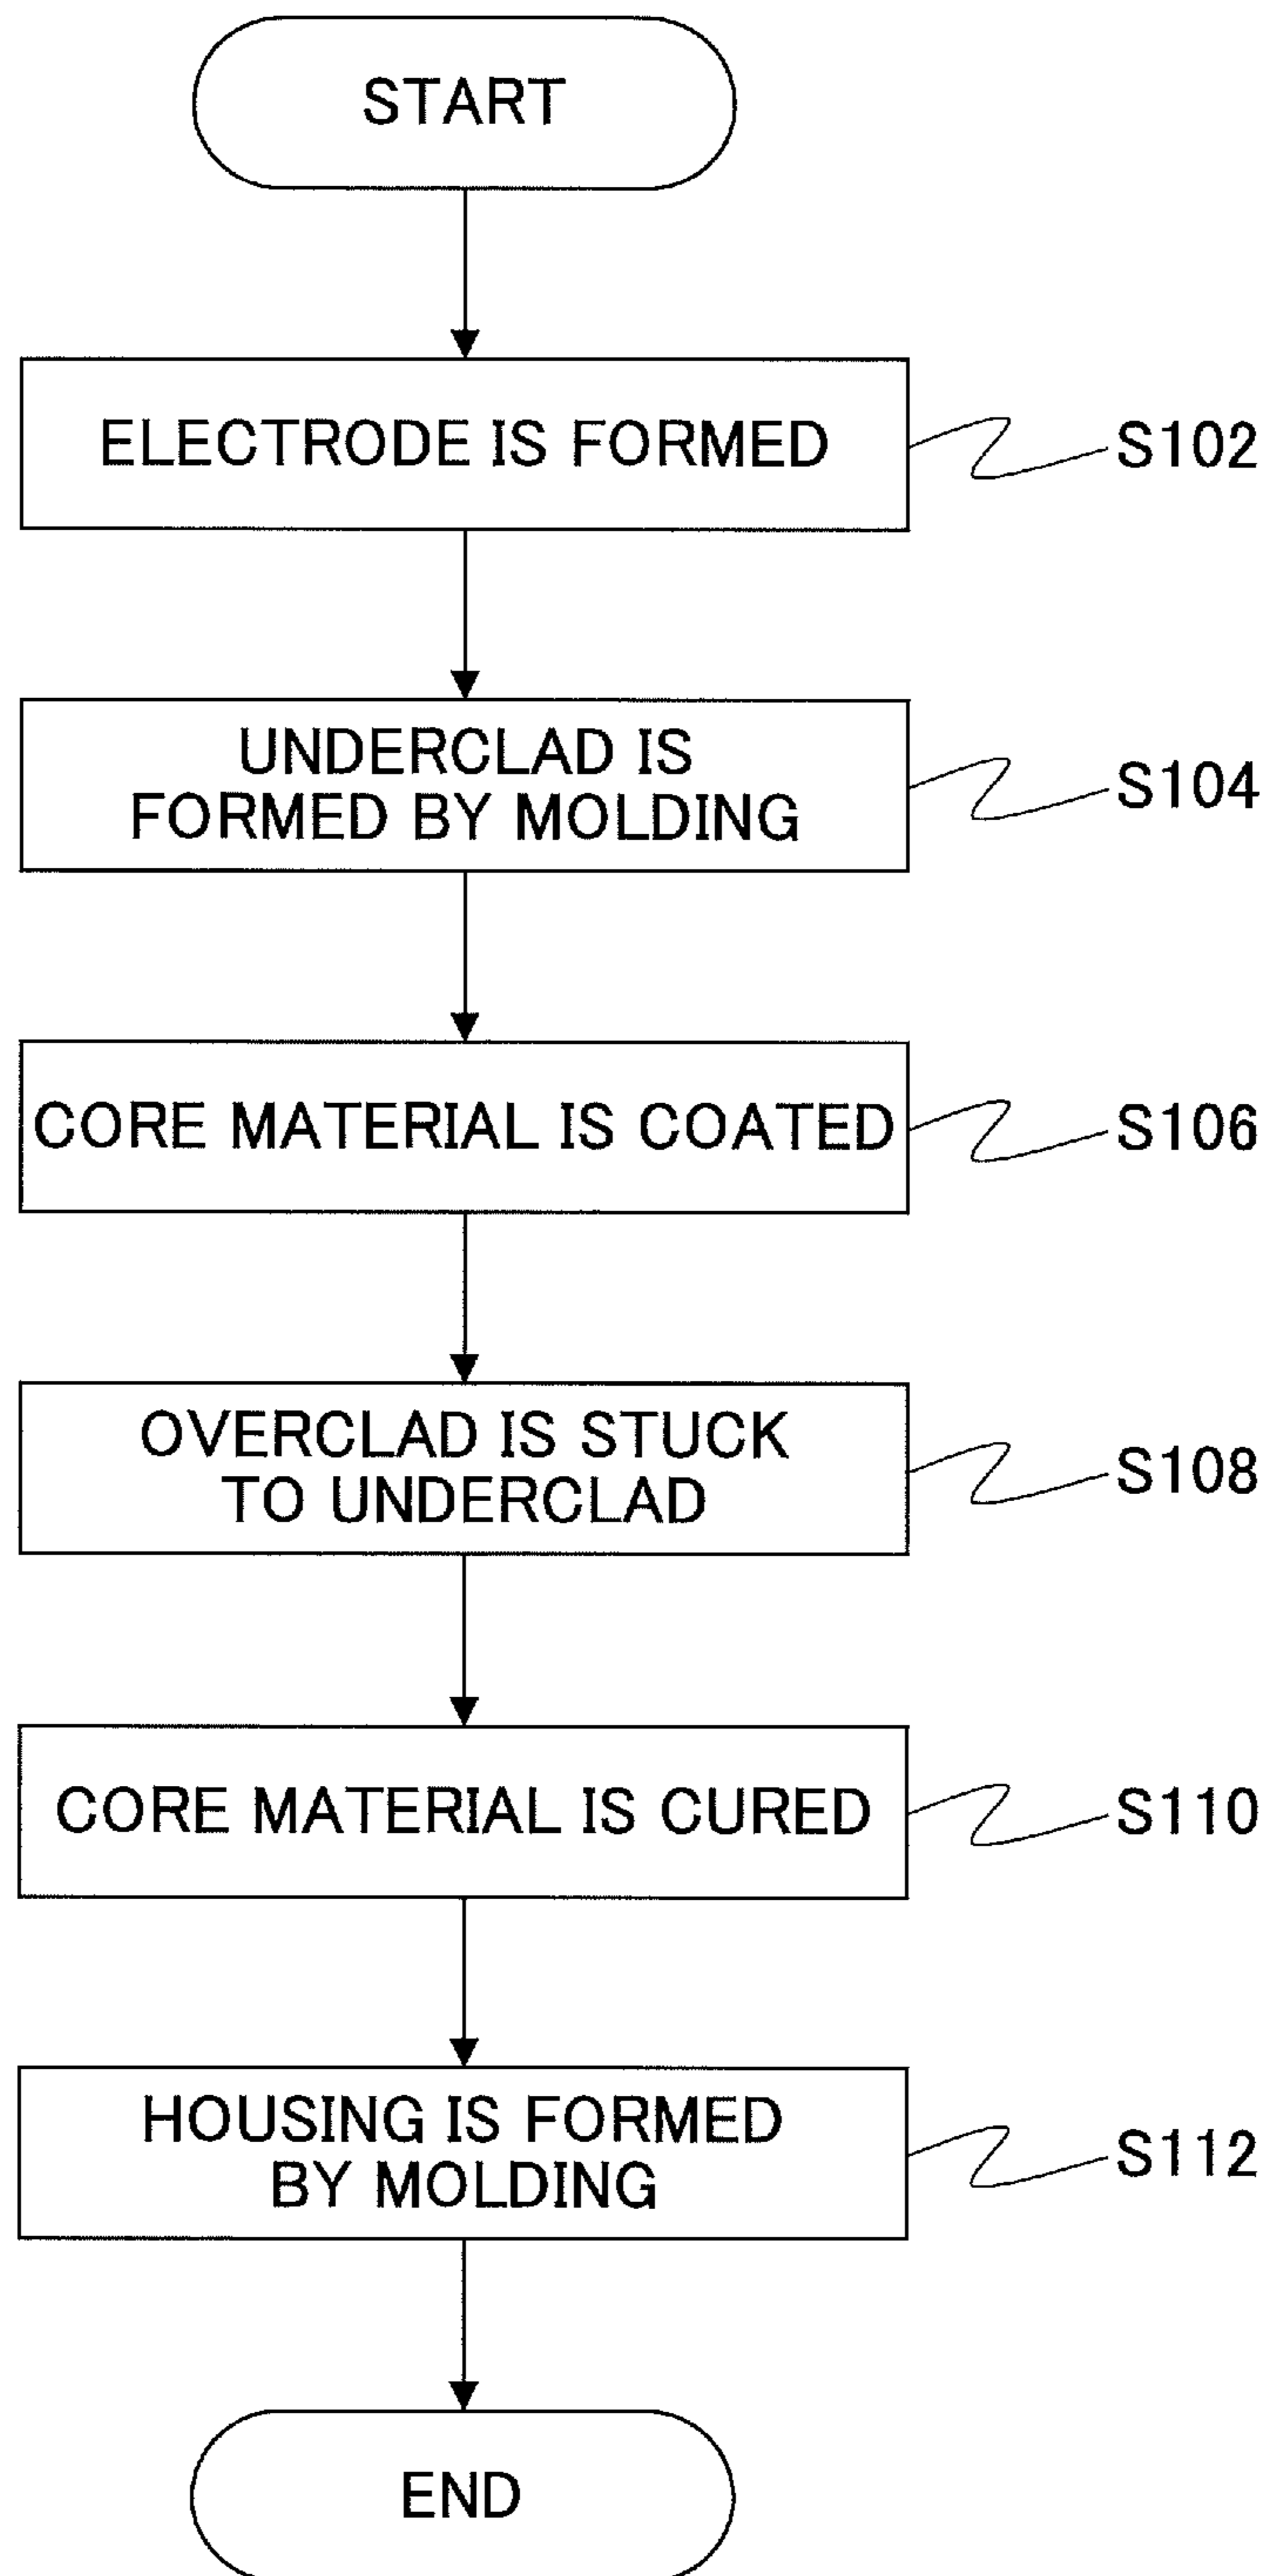 START
ELECTRODE IS FORMED
S102
UNDERCLAD IS
FORMED BY MOLDING
S104
CORE MATERIAL IS COATED
S106
OVERCLAD IS STUCK
TO UNDERCLAD
S108
CORE MATERIAL IS CURED
S110
HOUSING IS FORMED
BY MOLDING
S112
END